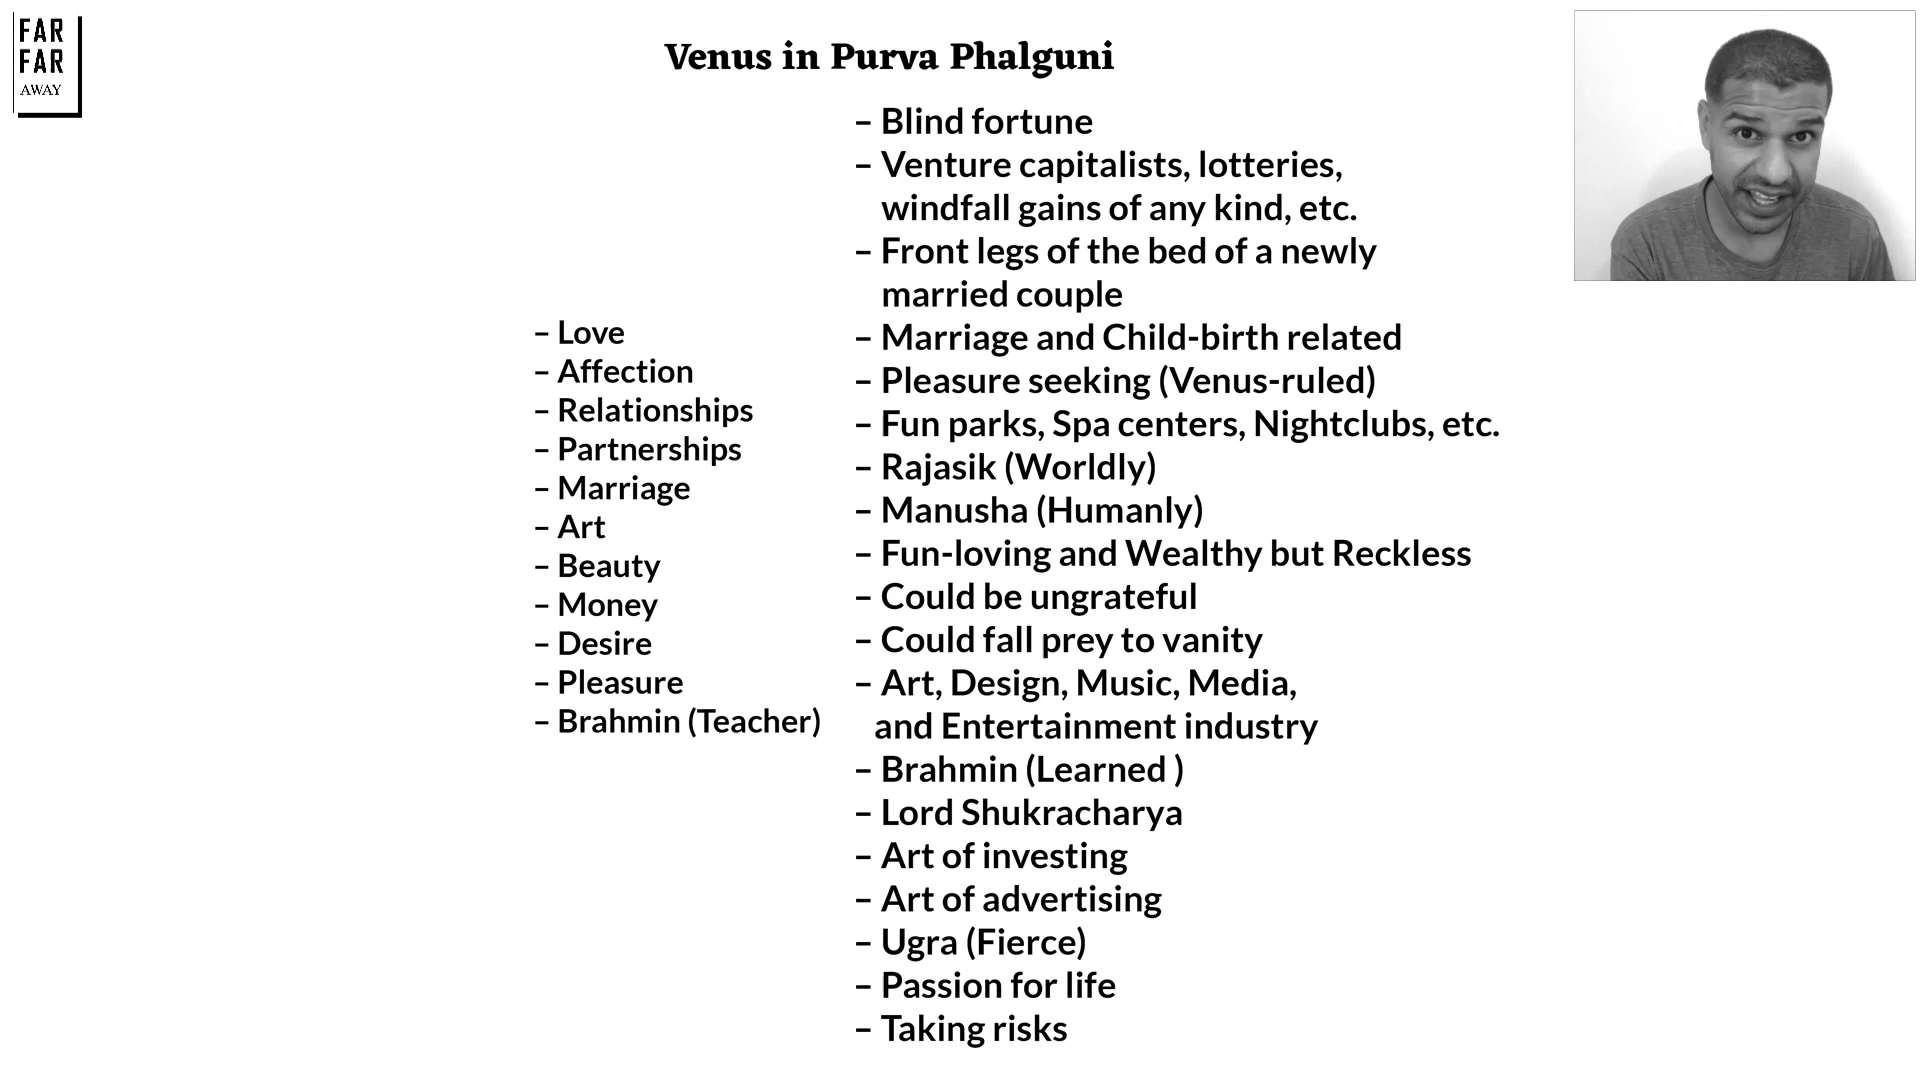 FAR
FAR
AWAY
Venus in Purva Phalguni
– Love
– Affection
– Relationships
– Partnerships
– Marriage
– Art
– Beauty
– Money
– Desire
– Pleasure
– Brahmin (Teacher)
– Blind fortune
– Venture capitalists, lotteries,
windfall gains of any kind, etc.
– Front legs of the bed of a newly
married couple
– Marriage and Child-birth related
– Pleasure seeking (Venus-ruled)
– Fun parks, Spa centers, Nightclubs, etc.
– Rajasik (Worldly)
– Manusha (Humanly)
– Fun-loving and Wealthy but Reckless
– Could be ungrateful
– Could fall prey to vanity
– Art, Design, Music, Media,
and Entertainment industry
– Brahmin (Learned )
– Lord Shukracharya
– Art of investing
– Art of advertising
– Ugra (Fierce)
– Passion for life
– Taking risks